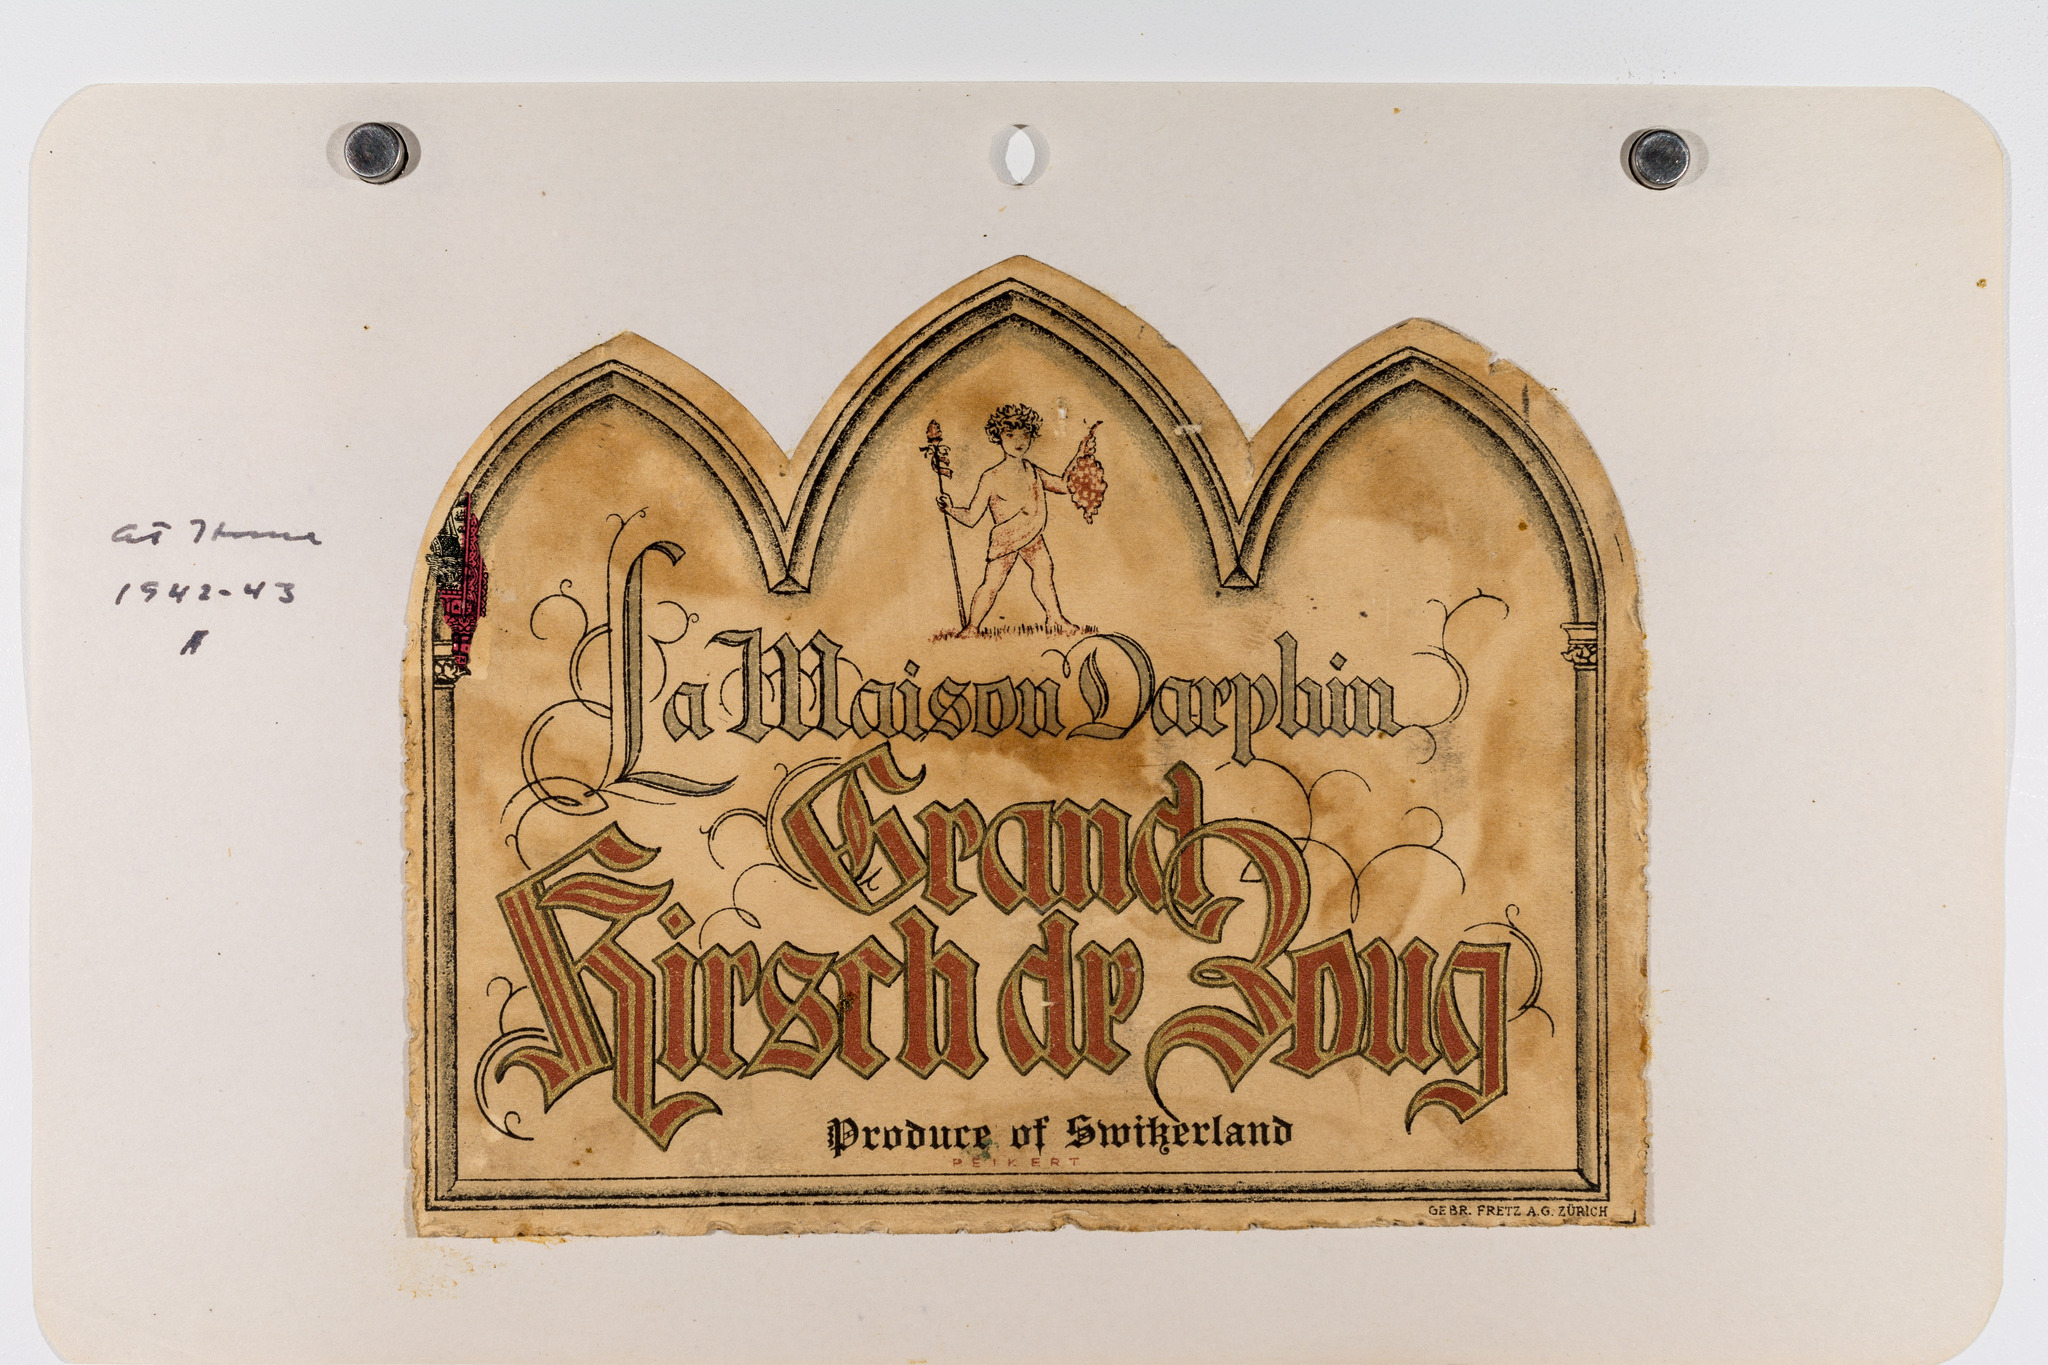 at Home
1942-43
La Maison Darphin
Grand
Kirsch de Zoug
Produce of Switzerland
PEIKERT
GEBR. FRETZ A.G. ZÜRICH